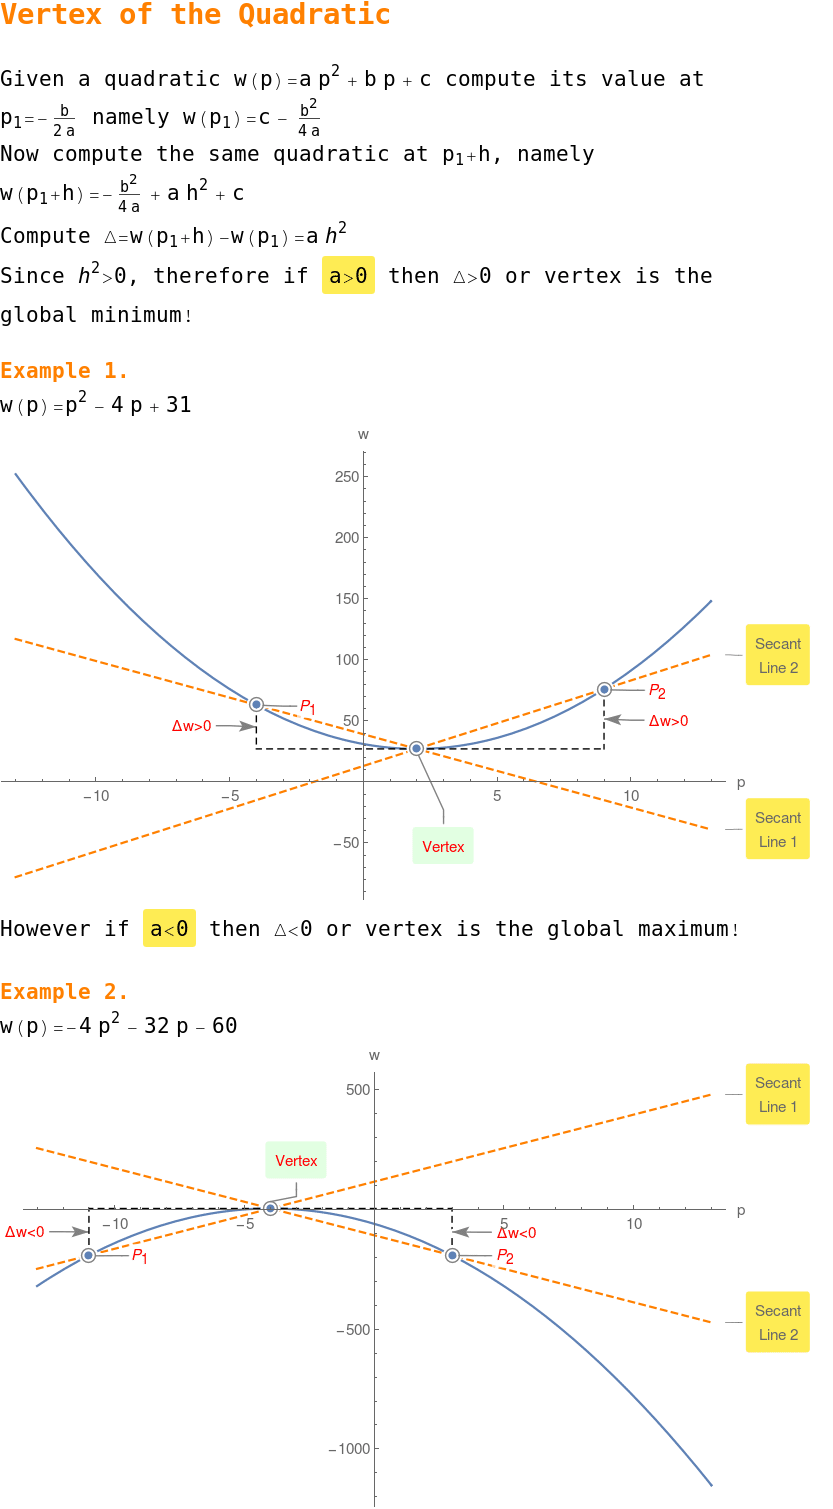 Vertex of the Quadratic
Given a quadratic w(p)=a p² + b p + c compute its value at
p₁=- b/2a namely w(p₁)=c - b²/4a
Now compute the same quadratic at p₁+h, namely
w(p₁+h)=- b²/4a + a h² + c
Compute Δ=w(p₁+h)-w(p₁)=a h²
Since h²>0, therefore if a>0 then Δ>0 or vertex is the
global minimum!
Example 1.
w(p)=p² - 4 p + 31
w
250
200
150
100
50
-50
-10
-5
5
10
p
P₁
Δw>0
P₂
Δw>0
Vertex
Secant
Line 2
Secant
Line 1
However if a<0 then Δ<0 or vertex is the global maximum!
Example 2.
w(p)=-4 p² - 32 p - 60
w
500
-500
-1000
-10
-5
5
10
p
Vertex
Δw<0
P₁
Δw<0
P₂
Secant
Line 1
Secant
Line 2